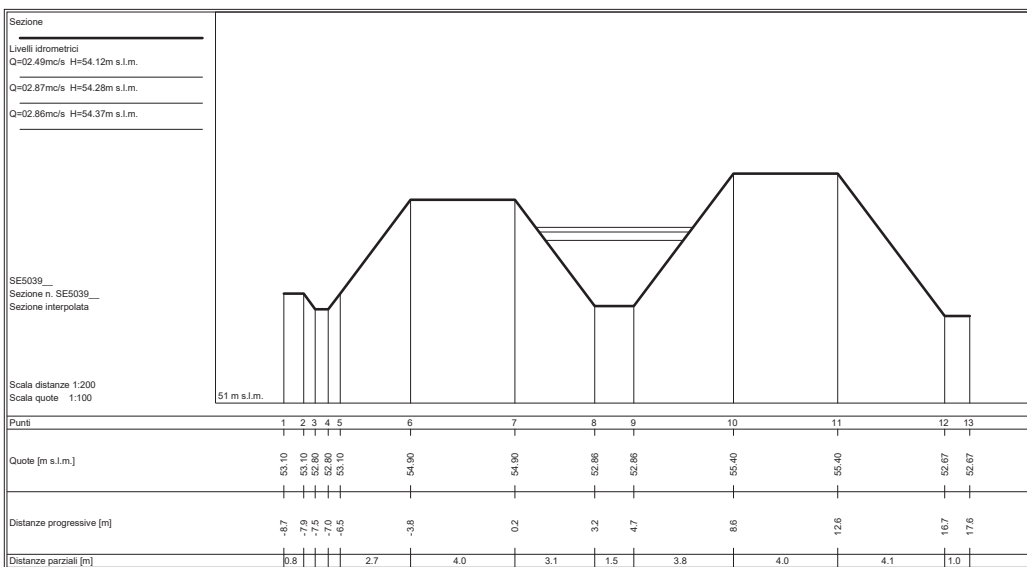 Sezione
Livelli idrometrici
Q=02.49mc/s H=54.12m s.l.m.
Q=02.87mc/s H=54.28m s.l.m.
Q=02.86mc/s H=54.37m s.l.m.
SE5039__
Sezione n. SE5039__
Sezione interpolata
Scala distanze 1:200
Scala quote 1:100
51 m s.l.m.
Punti 1 2 3 4 5 6 7 8 9 10 11 12 13
Quote [m s.l.m.] 53.10 53.10 52.80 52.80 53.10 54.90 54.90 52.86 52.86 55.40 55.40 52.67 52.67
Distanze progressive [m] -8.7 -7.9 -7.5 -7.0 -6.5 -3.8 0.2 3.2 4.7 8.6 12.6 16.7 17.6
Distanze parziali [m] 0.8 2.7 4.0 3.1 1.5 3.8 4.0 4.1 1.0